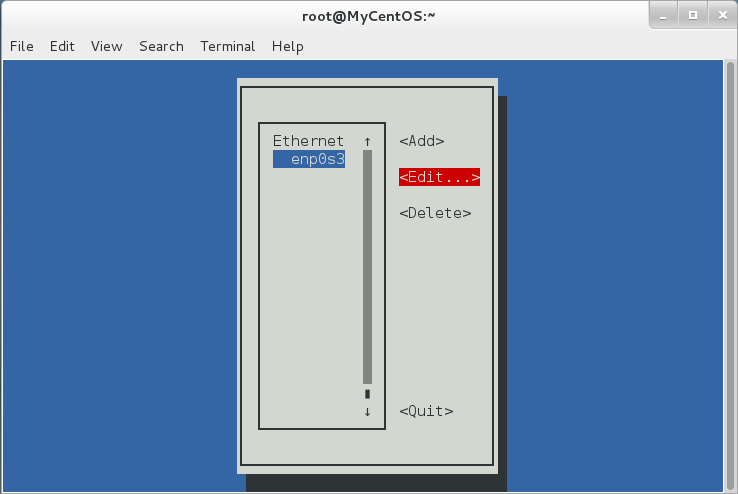 root@MyCentOS:~
File Edit View Search Terminal Help
Ethernet ↑ <Add>
enp0s3
<Edit...>
<Delete>
↓ <Quit>